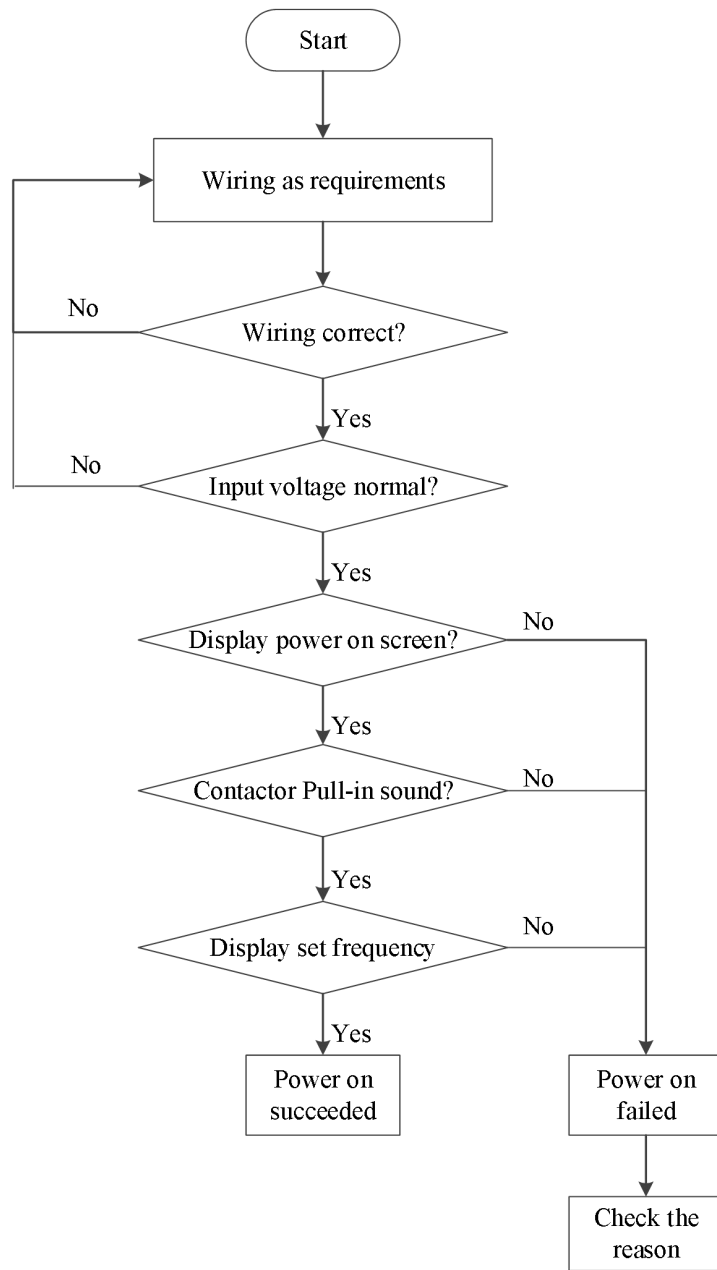 Start
Wiring as requirements
No
Wiring correct?
Yes
No
Input voltage normal?
Yes
No
Display power on screen?
Yes
No
Contactor Pull-in sound?
Yes
No
Display set frequency
Yes
Power on
succeeded
Power on
failed
Check the
reason